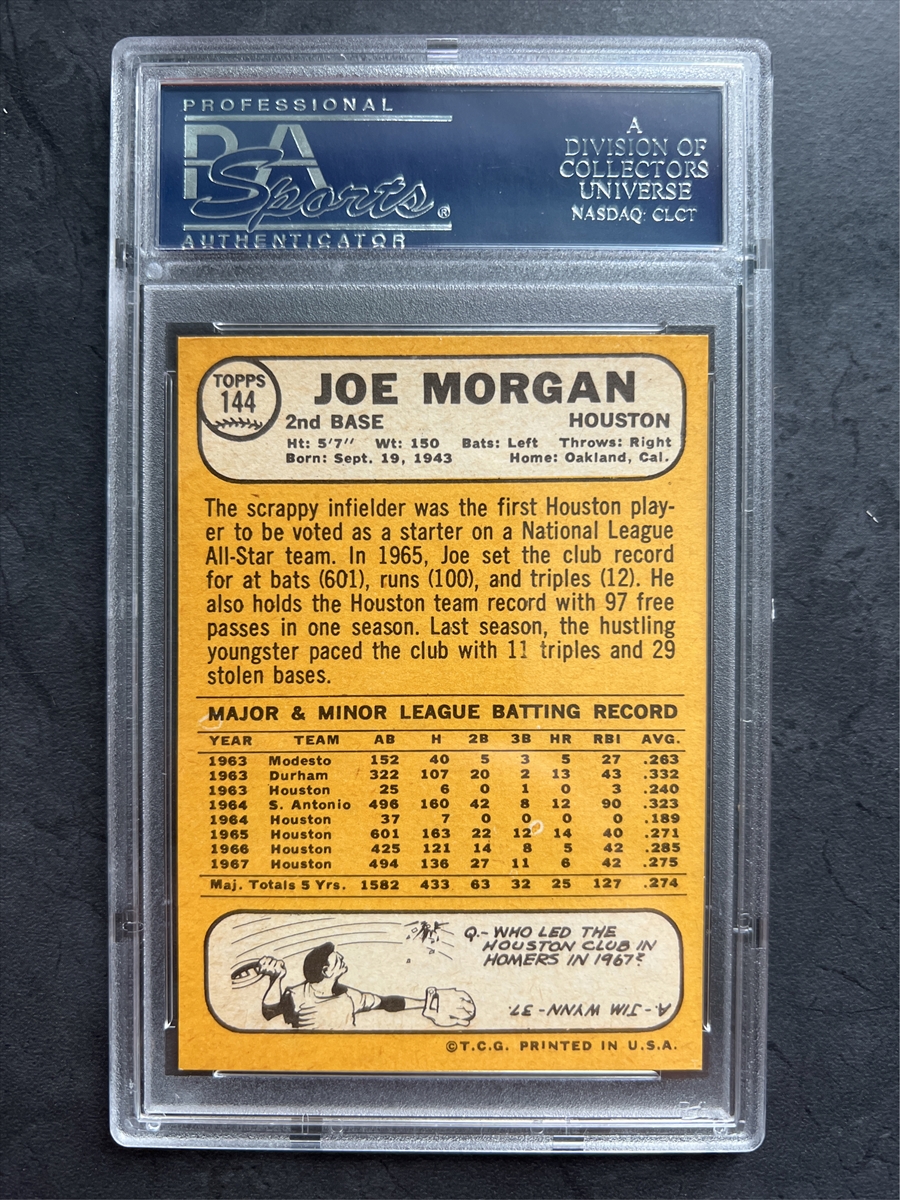 PROFESSIONAL
PSA
Sports®
AUTHENTICATOR
A
DIVISION OF
COLLECTORS
UNIVERSE
NASDAQ: CLCT
TOPPS
144
JOE MORGAN
2nd BASE HOUSTON
Ht: 5'7" Wt: 150 Bats: Left Throws: Right
Born: Sept. 19, 1943 Home: Oakland, Cal.
The scrappy infielder was the first Houston play-
er to be voted as a starter on a National League
All-Star team. In 1965, Joe set the club record
for at bats (601), runs (100), and triples (12). He
also holds the Houston team record with 97 free
passes in one season. Last season, the hustling
youngster paced the club with 11 triples and 29
stolen bases.
MAJOR & MINOR LEAGUE BATTING RECORD
YEAR TEAM AB H 2B 3B HR RBI AVG.
1963 Modesto 152 40 5 3 5 27 .263
1963 Durham 322 107 20 2 13 43 .332
1963 Houston 25 6 0 1 0 3 .240
1964 S. Antonio 496 160 42 8 12 90 .323
1964 Houston 37 7 0 0 0 0 .189
1965 Houston 601 163 22 12 14 40 .271
1966 Houston 425 121 14 8 5 42 .285
1967 Houston 494 136 27 11 6 42 .275
Maj. Totals 5 Yrs. 1582 433 63 32 25 127 .274
Q.- WHO LED THE
HOUSTON CLUB IN
HOMERS IN 1967?
A.- JIM WYNN - 37.
©T.C.G. PRINTED IN U.S.A.